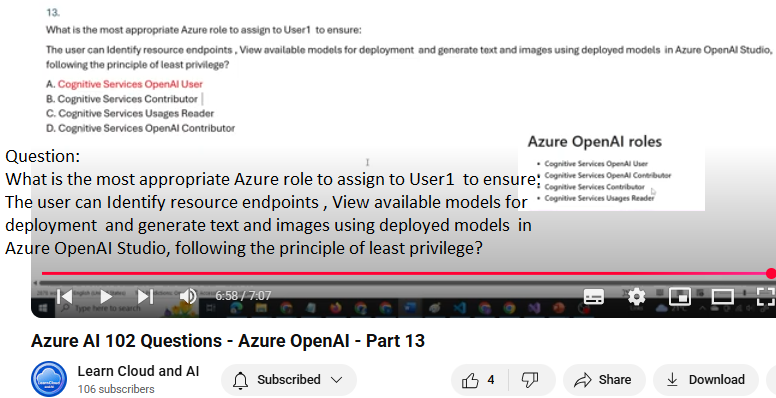 13.
What is the most appropriate Azure role to assign to User1 to ensure:
The user can Identify resource endpoints , View available models for deployment and generate text and images using deployed models in Azure OpenAI Studio,
following the principle of least privilege?
A. Cognitive Services OpenAI User
B. Cognitive Services Contributor
C. Cognitive Services Usages Reader
D. Cognitive Services OpenAI Contributor
Azure OpenAI roles
• Cognitive Services OpenAI User
• Cognitive Services OpenAI Contributor
• Cognitive Services Contributor
• Cognitive Services Usages Reader
Question:
What is the most appropriate Azure role to assign to User1 to ensure:
The user can Identify resource endpoints , View available models for
deployment and generate text and images using deployed models in
Azure OpenAI Studio, following the principle of least privilege?
6:58 / 7:07
Type here to search
Azure AI 102 Questions - Azure OpenAI - Part 13
Learn Cloud and AI
106 subscribers
Subscribed
4
Share
Download